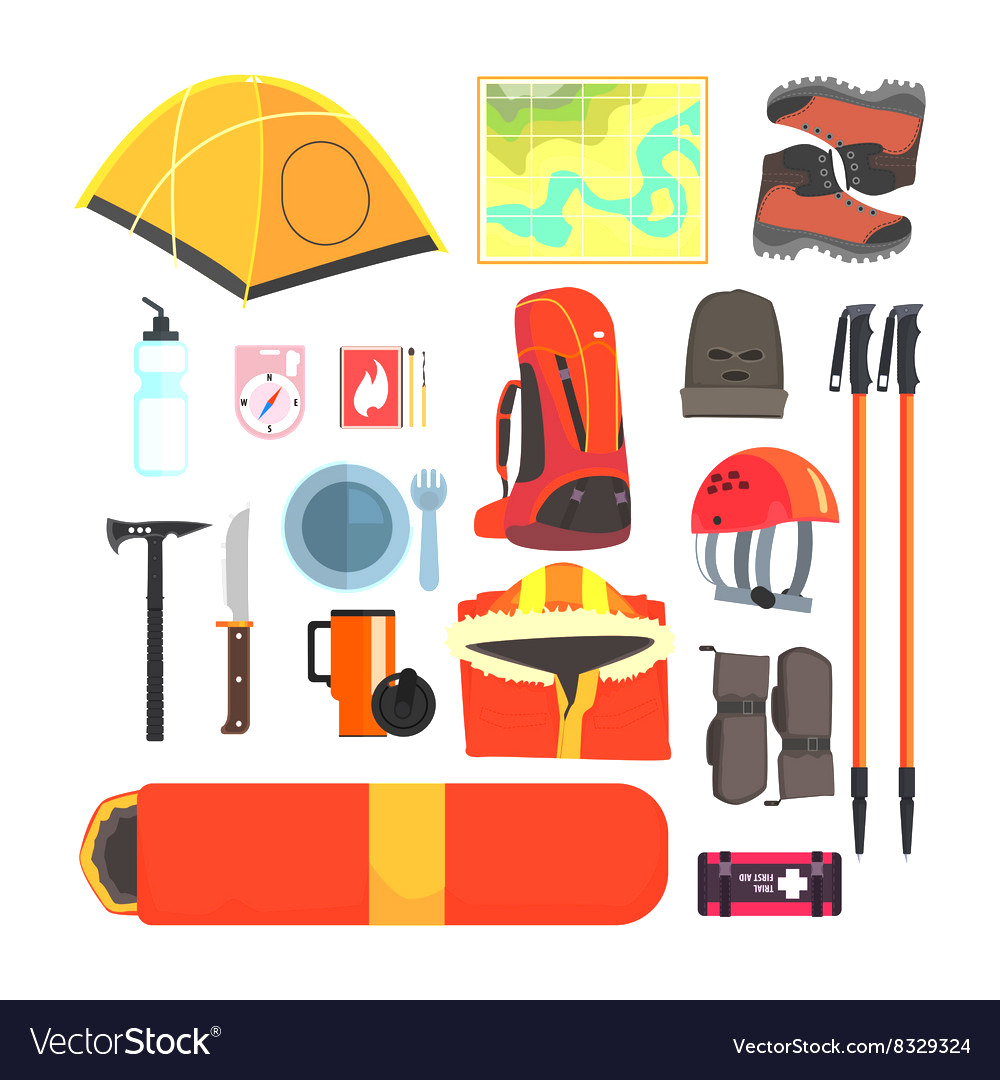 N
W E
S
TRIAL
FIRST AID
VectorStock®
VectorStock.com/8329324